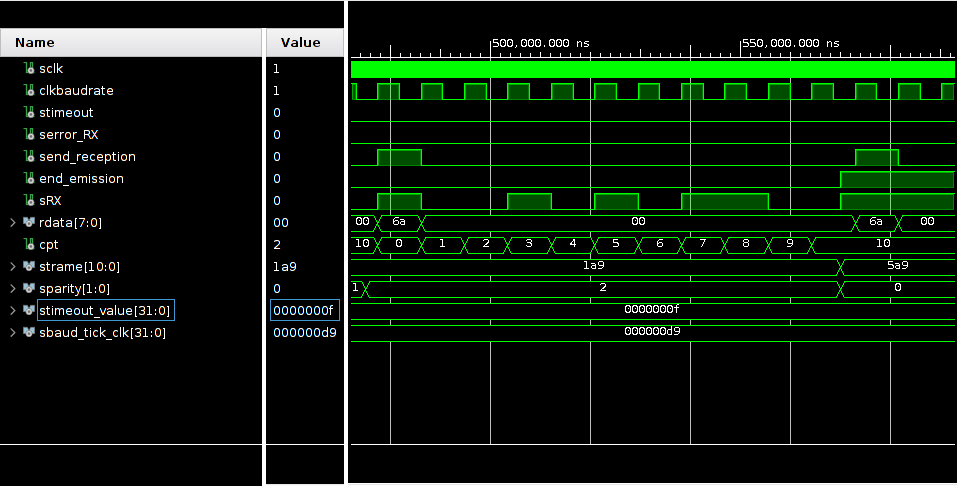 Name Value
500,000.000 ns 550,000.000 ns
sclk 1
clkbaudrate 1
stimeout 0
serror_RX 0
send_reception 0
end_emission 0
sRX 0
rdata[7:0] 00 00 6a 00 6a 00
cpt 2 10 0 1 2 3 4 5 6 7 8 9 10
strame[10:0] 1a9 1a9 5a9
sparity[1:0] 0 1 2 0
stimeout_value[31:0] 0000000f 0000000f
sbaud_tick_clk[31:0] 000000d9 000000d9